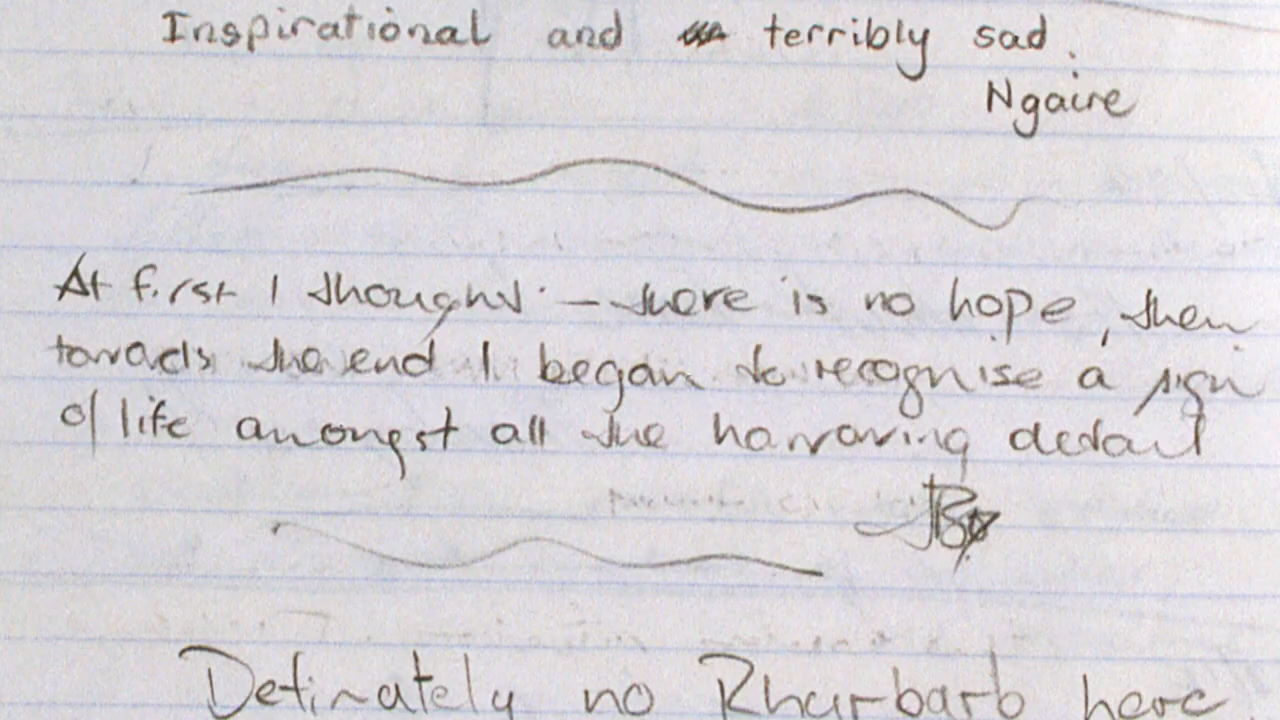 Inspirational and terribly sad.
Ngaire
At first I thought – there is no hope, then
towards the end I began to recognise a sign
of life amongst all the harrowing detail
Definately no Rhurbarb here.